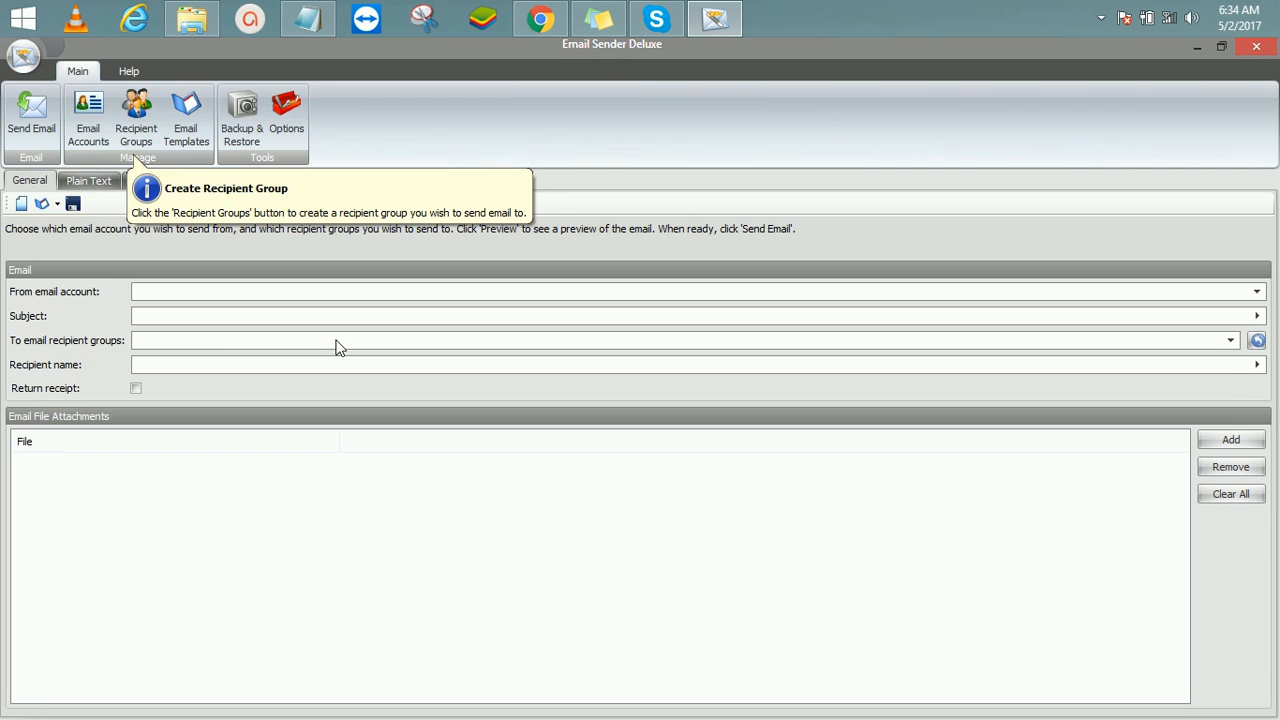 6:34 AM
5/2/2017
Email Sender Deluxe
Main
Help
Send Email
Email Accounts
Recipient Groups
Email Templates
Backup & Restore
Options
Email
Tools
General
Plain Text
Create Recipient Group
Click the 'Recipient Groups' button to create a recipient group you wish to send email to.
Choose which email account you wish to send from, and which recipient groups you wish to send to. Click 'Preview' to see a preview of the email. When ready, click 'Send Email'.
Email
From email account:
Subject:
To email recipient groups:
Recipient name:
Return receipt:
Email File Attachments
File
Add
Remove
Clear All